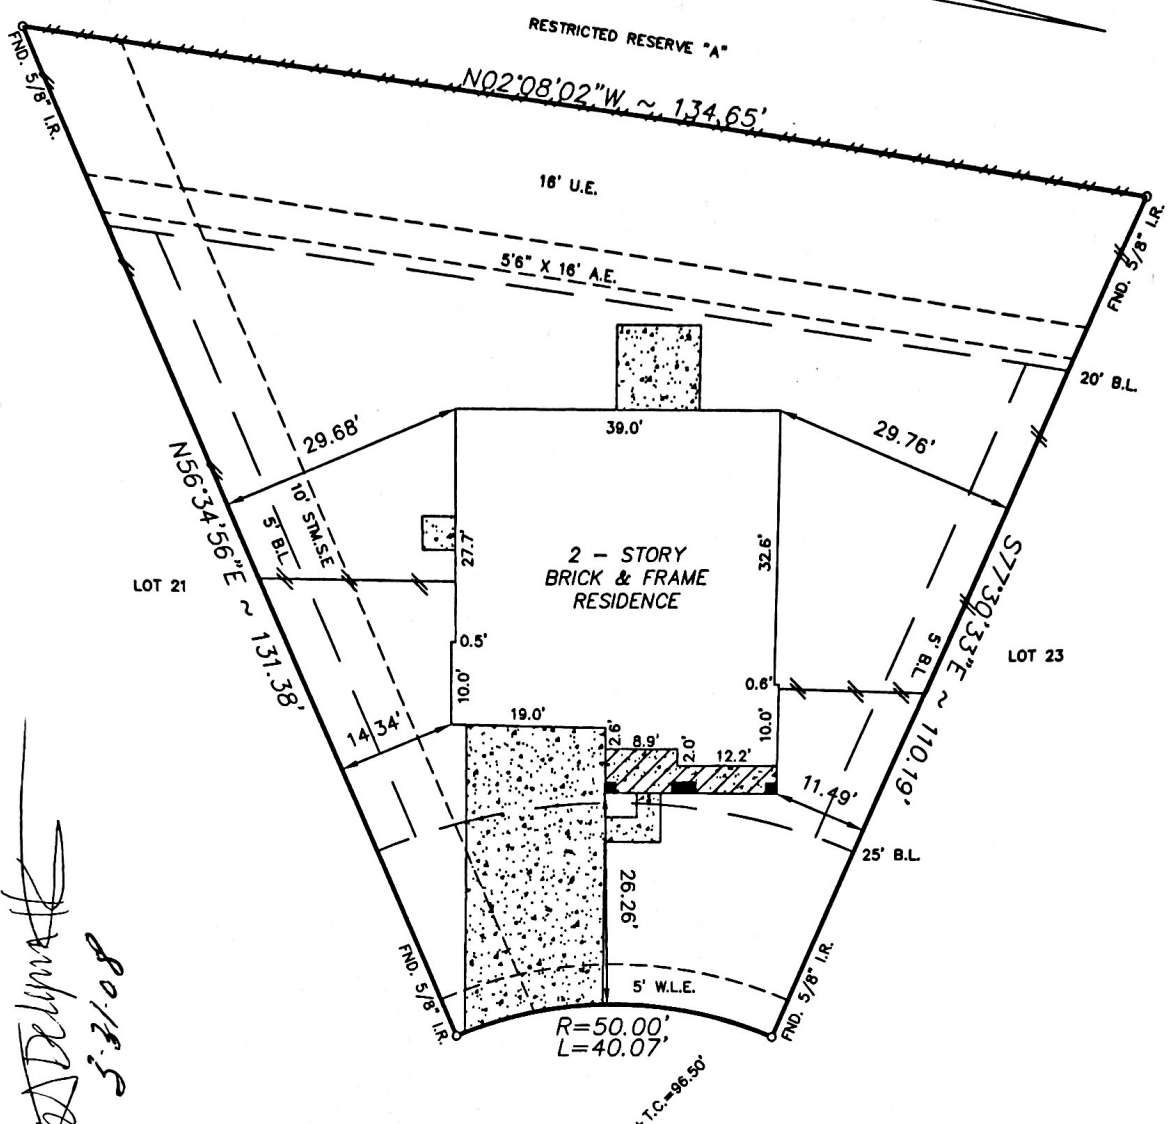 RESTRICTED RESERVE "A"
N02°08'02"W ~ 134.65'
FND. 5/8" I.R.
FND. 5/8" I.R.
16' U.E.
5'6" X 16' A.E.
20' B.L.
39.0'
29.68'
29.76'
N56°34'56"E ~ 131.38'
10' STM.S.E
5' B.L.
27.7'
32.6'
2 - STORY
BRICK & FRAME
RESIDENCE
S77°30'33"E ~ 110.19'
LOT 21
LOT 23
5' B.L.
0.5'
0.6'
10.0'
10.0'
19.0'
14.34'
2.6'
8.9'
2.0'
12.2'
11.49'
25' B.L.
26.26'
5' W.L.E.
FND. 5/8" I.R.
FND. 5/8" I.R.
R=50.00'
L=40.07'
T.C.=96.50'
5-31-08